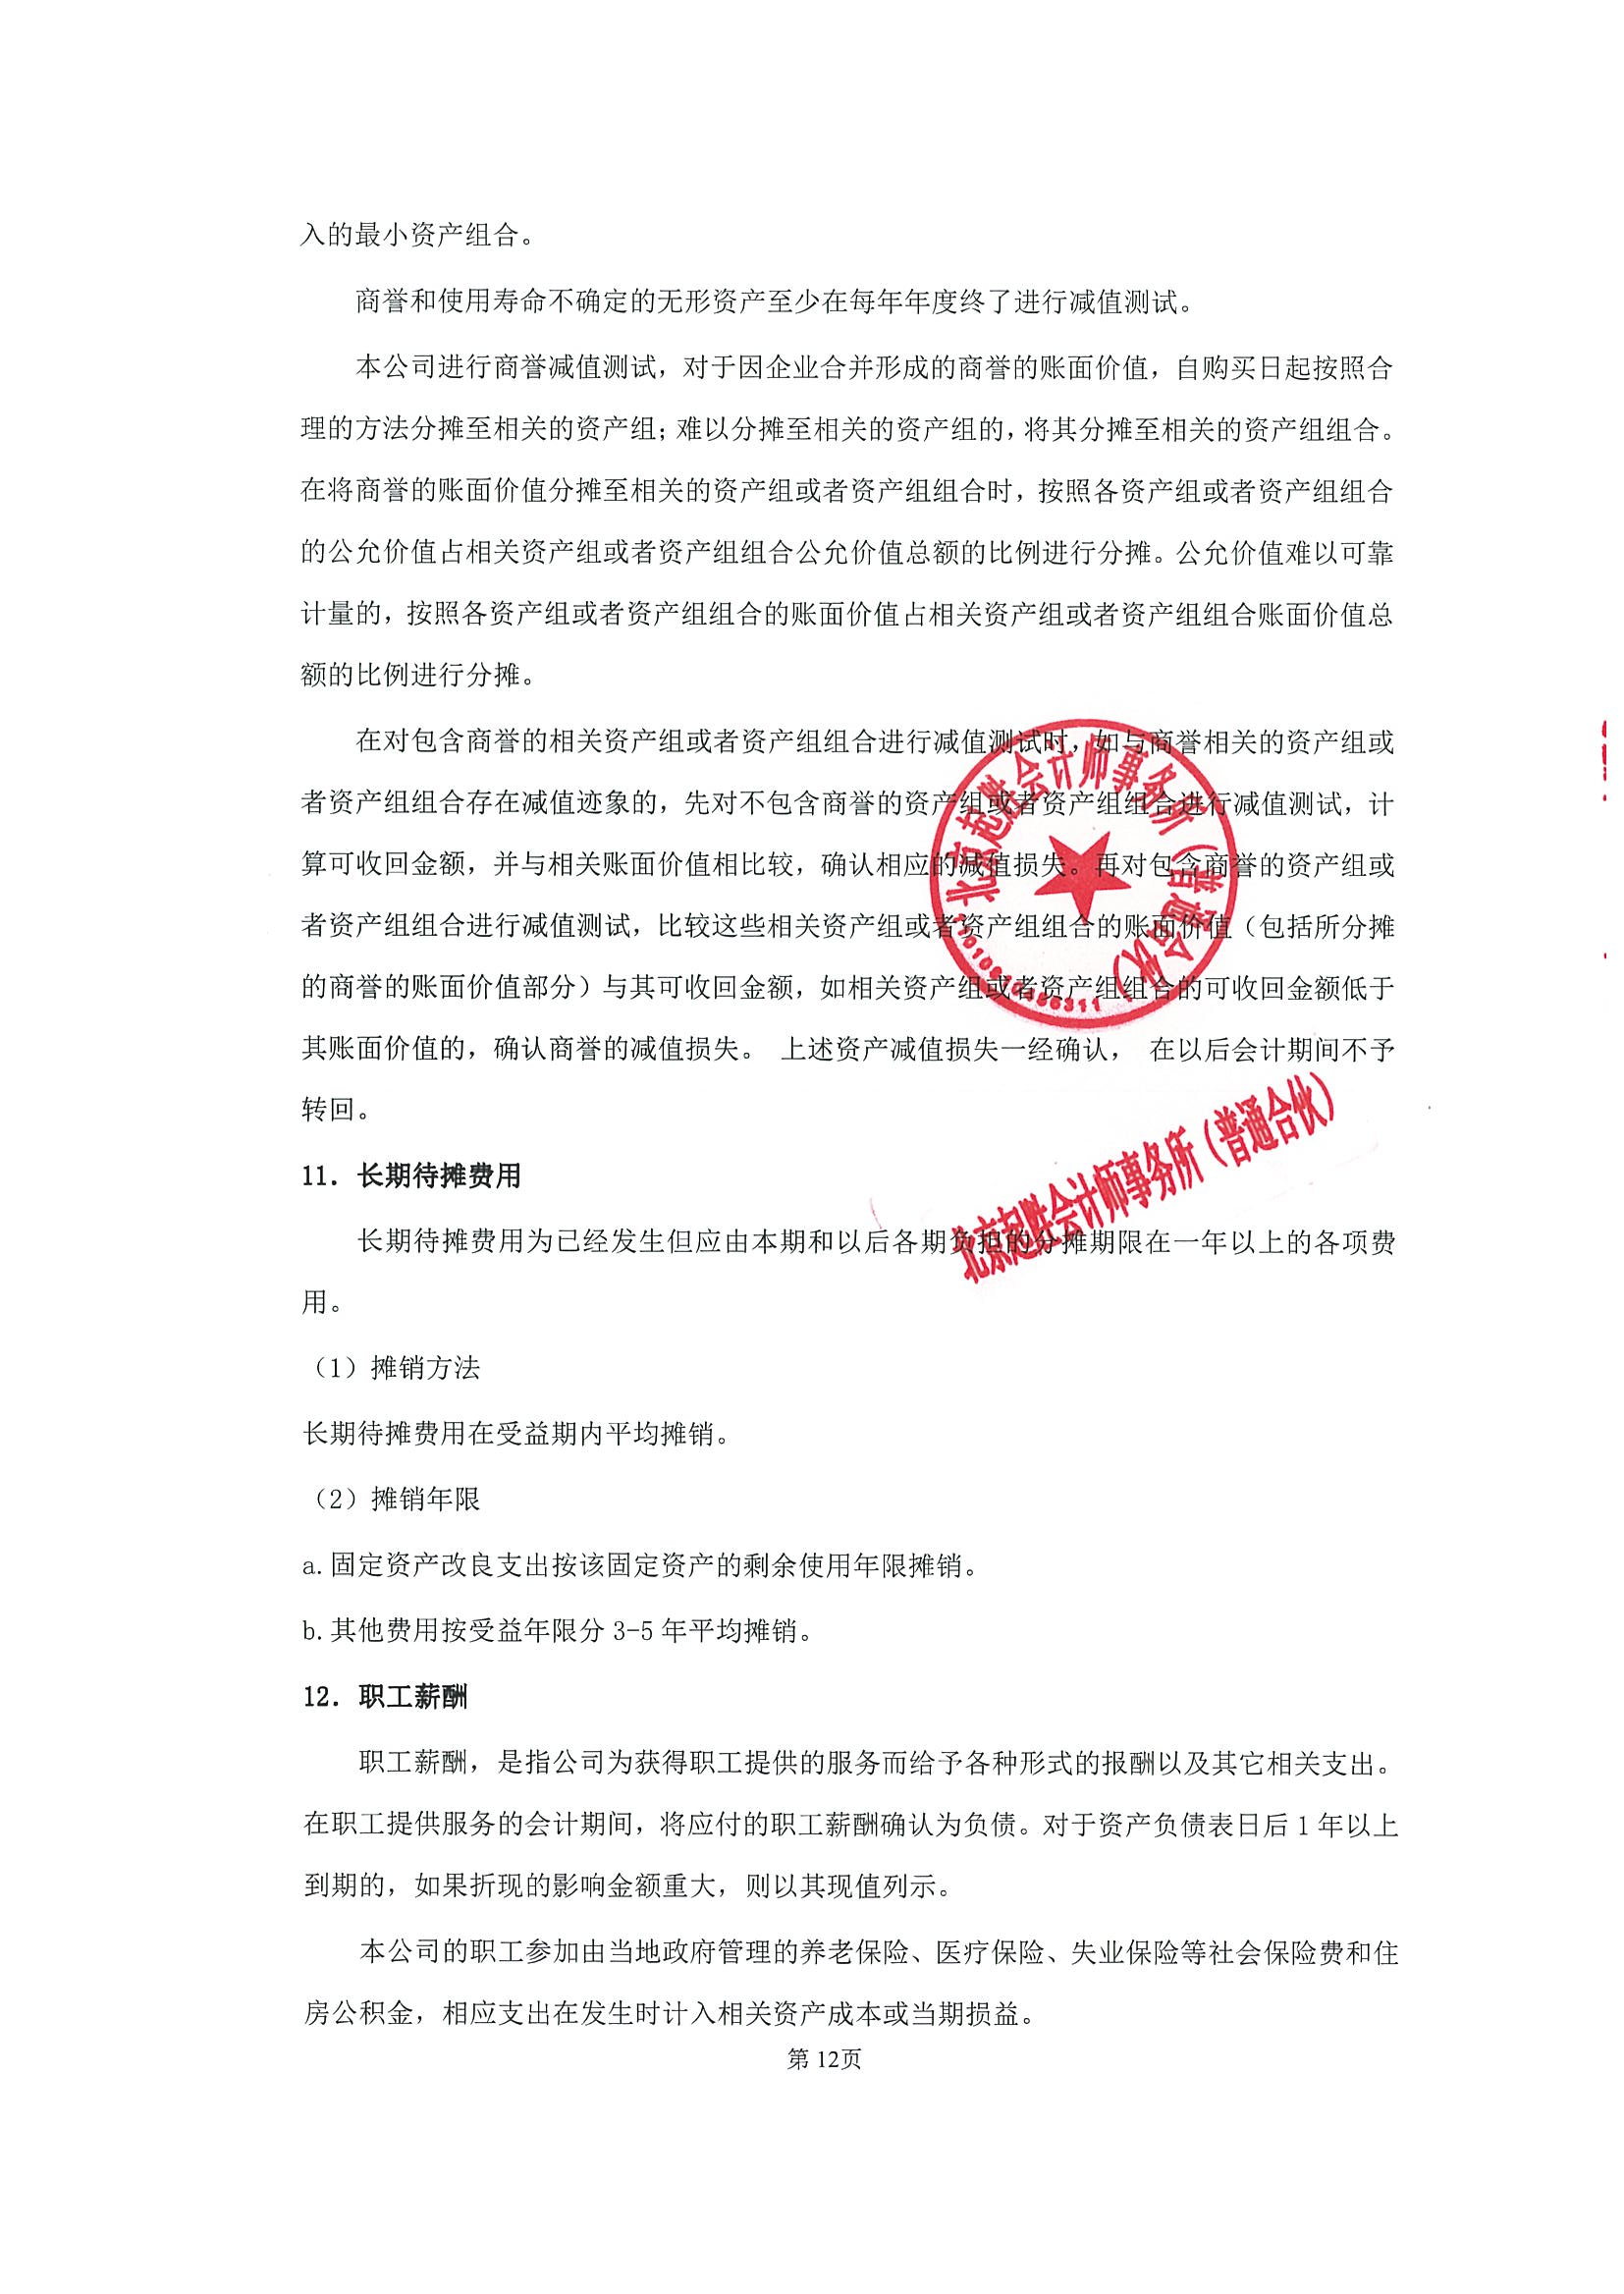 入的最小资产组合。
商誉和使用寿命不确定的无形资产至少在每年年度终了进行减值测试。
本公司进行商誉减值测试，对于因企业合并形成的商誉的账面价值，自购买日起按照合
理的方法分摊至相关的资产组；难以分摊至相关的资产组的，将其分摊至相关的资产组组合。
在将商誉的账面价值分摊至相关的资产组或者资产组组合时，按照各资产组或者资产组组合
的公允价值占相关资产组或者资产组组合公允价值总额的比例进行分摊。公允价值难以可靠
计量的，按照各资产组或者资产组组合的账面价值占相关资产组或者资产组组合账面价值总
额的比例进行分摊。
在对包含商誉的相关资产组或者资产组组合进行减值测试时，如与商誉相关的资产组或
者资产组组合存在减值迹象的，先对不包含商誉的资产组或者资产组组合进行减值测试，计
算可收回金额，并与相关账面价值相比较，确认相应的减值损失。再对包含商誉的资产组或
者资产组组合进行减值测试，比较这些相关资产组或者资产组组合的账面价值（包括所分摊
的商誉的账面价值部分）与其可收回金额，如相关资产组或者资产组组合的可收回金额低于
其账面价值的，确认商誉的减值损失。 上述资产减值损失一经确认， 在以后会计期间不予
转回。
北京起胜会计师事务所（普通合伙）
北京起胜会计师事务所（普通合伙）
11. 长期待摊费用
长期待摊费用为已经发生但应由本期和以后各期负担的分摊期限在一年以上的各项费
用。
（1）摊销方法
长期待摊费用在受益期内平均摊销。
（2）摊销年限
a.固定资产改良支出按该固定资产的剩余使用年限摊销。
b.其他费用按受益年限分 3-5 年平均摊销。
12. 职工薪酬
职工薪酬，是指公司为获得职工提供的服务而给予各种形式的报酬以及其它相关支出。
在职工提供服务的会计期间，将应付的职工薪酬确认为负债。对于资产负债表日后 1 年以上
到期的，如果折现的影响金额重大，则以其现值列示。
本公司的职工参加由当地政府管理的养老保险、医疗保险、失业保险等社会保险费和住
房公积金，相应支出在发生时计入相关资产成本或当期损益。
第 12页